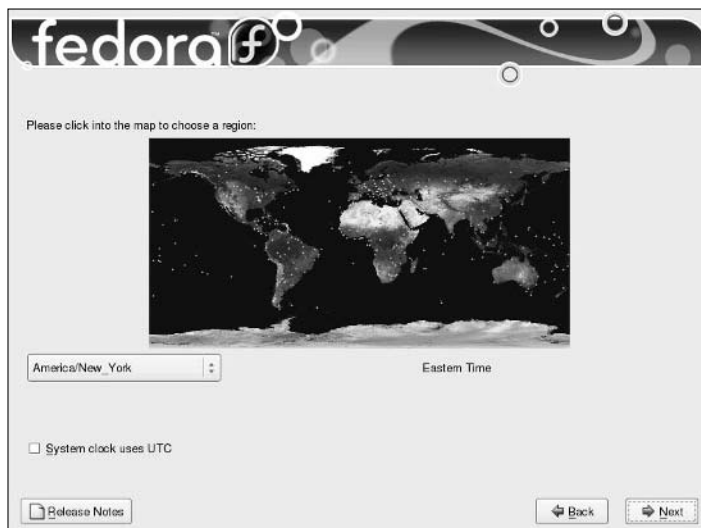 fedora™ f
Please click into the map to choose a region:
America/New_York
Eastern Time
System clock uses UTC
Release Notes
Back
Next